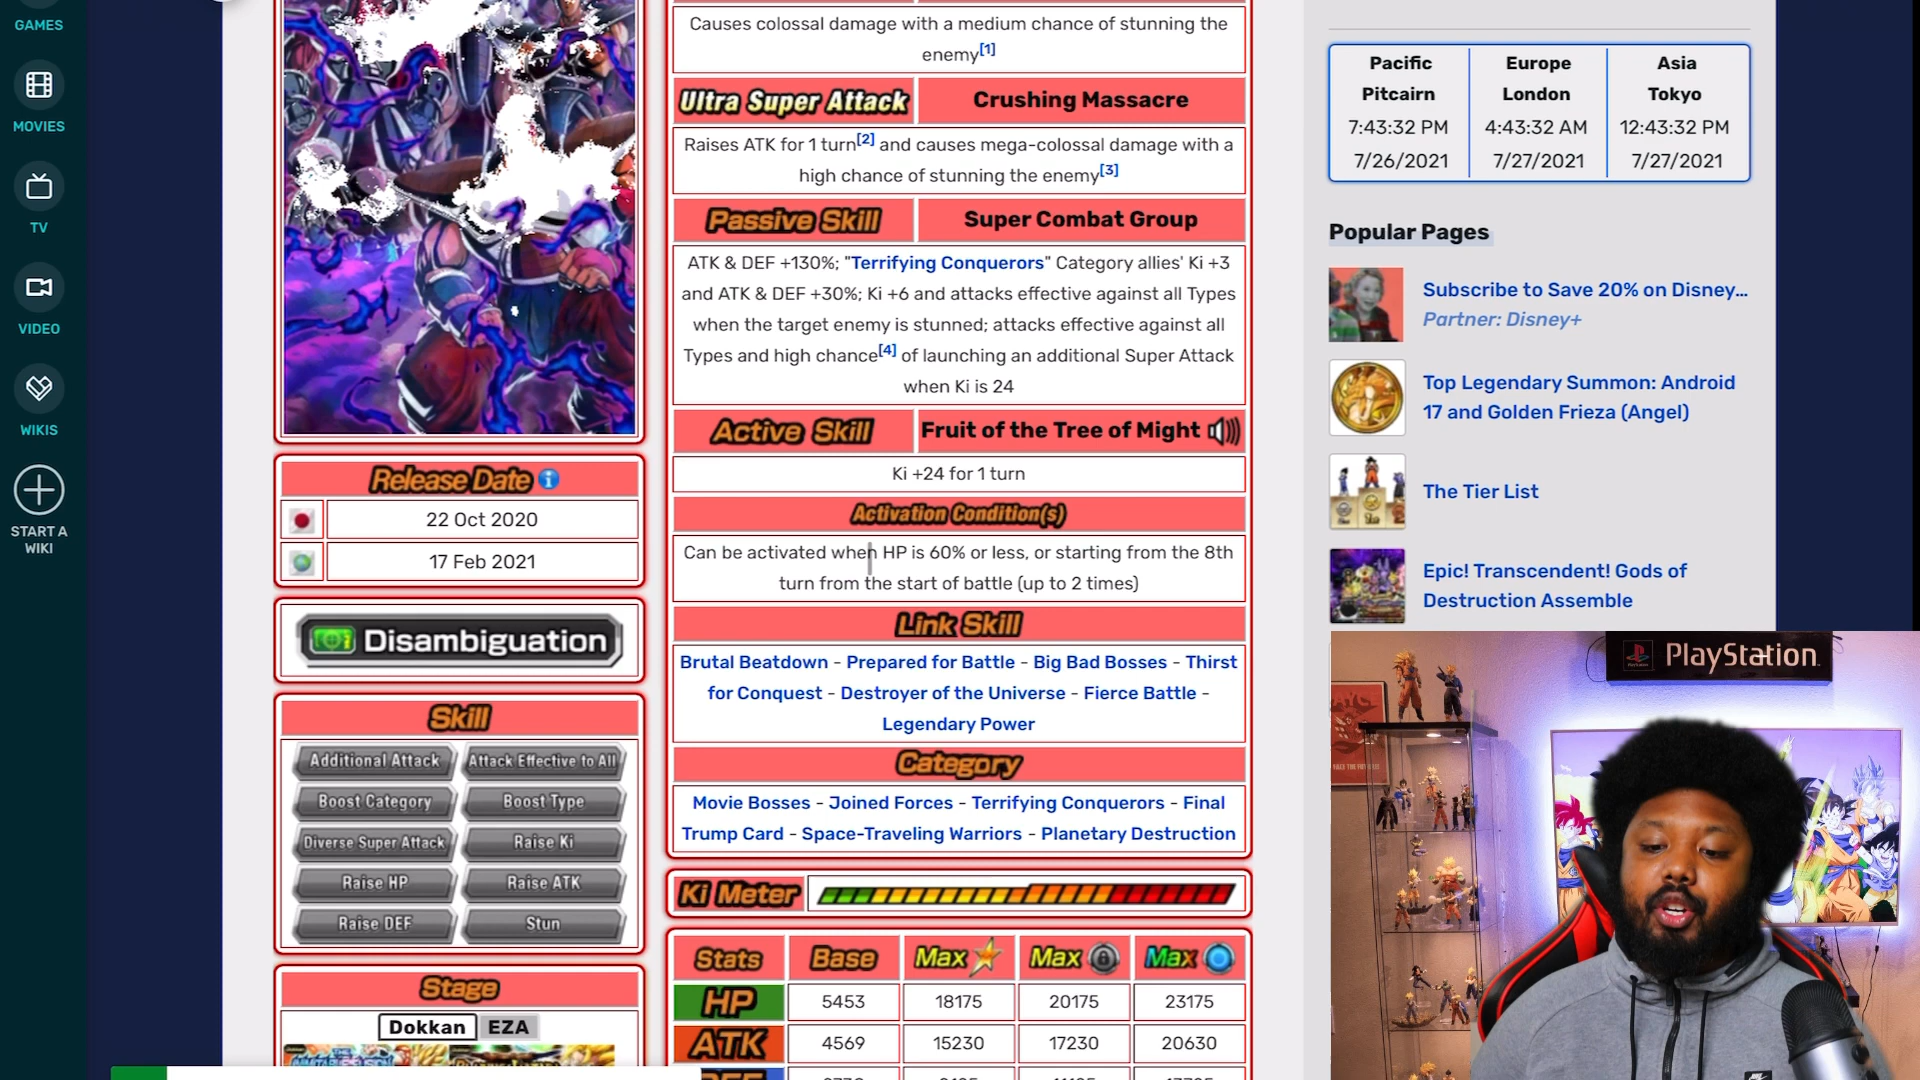 GAMES
MOVIES
TV
VIDEO
WIKIS
START A
WIKI
Release Date
22 Oct 2020
17 Feb 2021
Disambiguation
Skill
Additional Attack
Attack Effective to All
Boost Category
Boost Type
Diverse Super Attack
Raise Ki
Raise HP
Raise ATK
Raise DEF
Stun
Stage
Dokkan EZA
Causes colossal damage with a medium chance of stunning the
enemy[1]
Ultra Super Attack
Crushing Massacre
Raises ATK for 1 turn[2] and causes mega-colossal damage with a
high chance of stunning the enemy[3]
Passive Skill
Super Combat Group
ATK & DEF +130%; "Terrifying Conquerors" Category allies' Ki +3
and ATK & DEF +30%; Ki +6 and attacks effective against all Types
when the target enemy is stunned; attacks effective against all
Types and high chance[4] of launching an additional Super Attack
when Ki is 24
Active Skill
Fruit of the Tree of Might
Ki +24 for 1 turn
Activation Condition(s)
Can be activated when HP is 60% or less, or starting from the 8th
turn from the start of battle (up to 2 times)
Link Skill
Brutal Beatdown - Prepared for Battle - Big Bad Bosses - Thirst
for Conquest - Destroyer of the Universe - Fierce Battle -
Legendary Power
Category
Movie Bosses - Joined Forces - Terrifying Conquerors - Final
Trump Card - Space-Traveling Warriors - Planetary Destruction
Ki Meter
Stats Base Max Max Max
HP 5453 18175 20175 23175
ATK 4569 15230 17230 20630
Pacific Europe Asia
Pitcairn London Tokyo
7:43:32 PM 4:43:32 AM 12:43:32 PM
7/26/2021 7/27/2021 7/27/2021
Popular Pages
Subscribe to Save 20% on Disney...
Partner: Disney+
Top Legendary Summon: Android
17 and Golden Frieza (Angel)
The Tier List
Epic! Transcendent! Gods of
Destruction Assemble
PlayStation